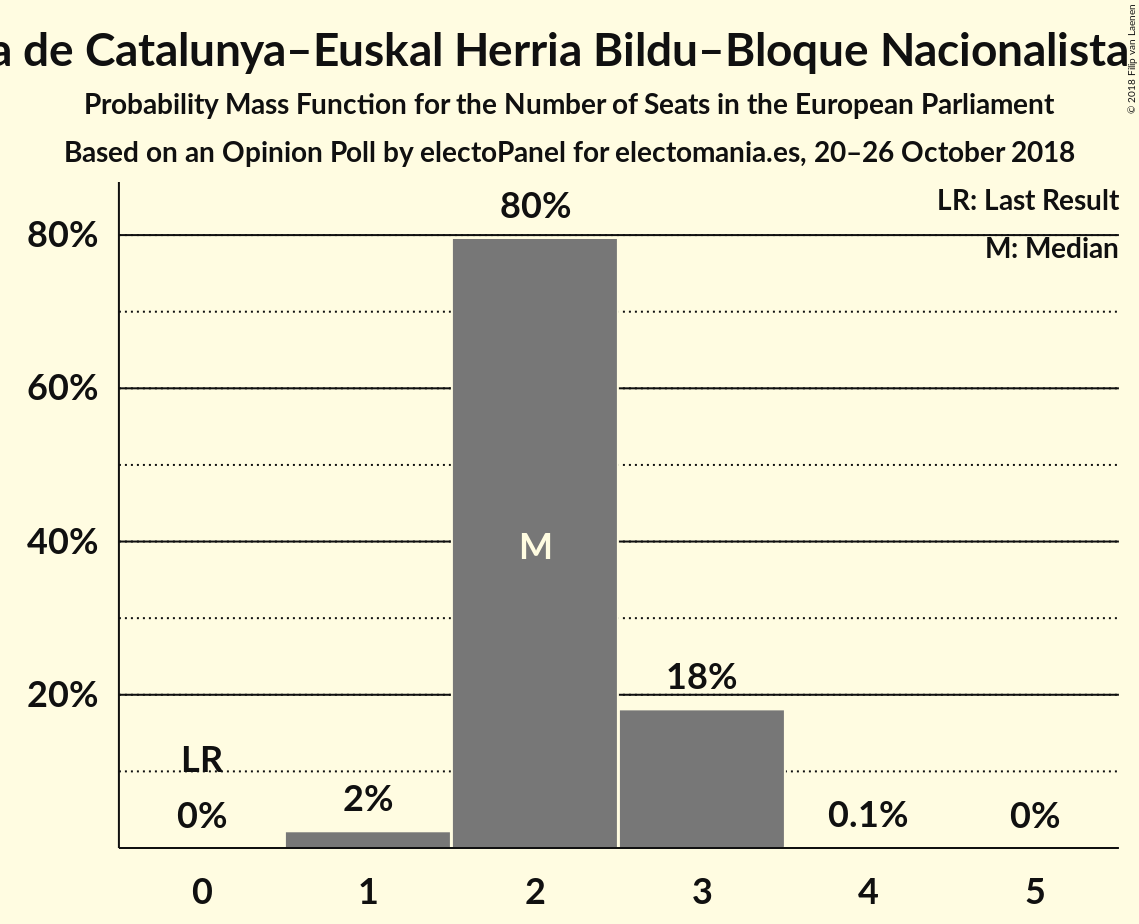 a de Catalunya–Euskal Herria Bildu–Bloque Nacionalista
Probability Mass Function for the Number of Seats in the European Parliament
Based on an Opinion Poll by electoPanel for electomania.es, 20–26 October 2018
© 2018 Filip van Laenen
LR: Last Result
M: Median
80%
80%
60%
40%
20%
M
18%
LR
0%
2%
0.1%
0%
0 1 2 3 4 5